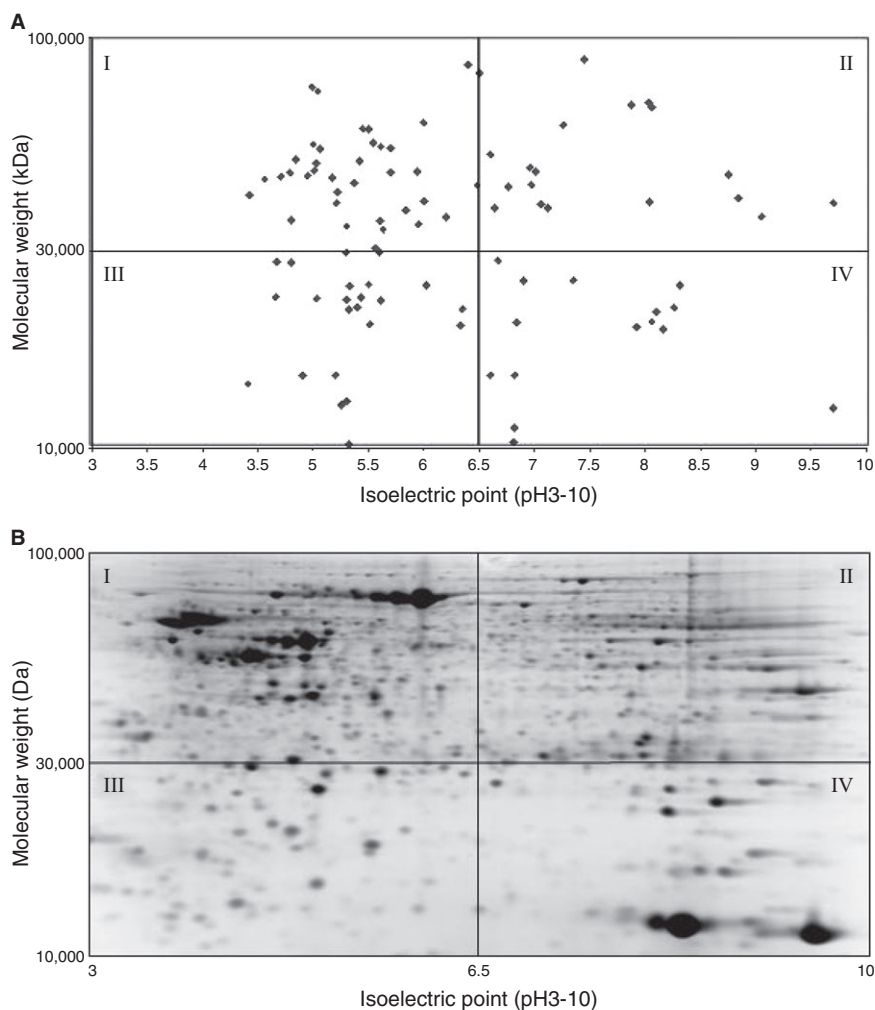 A
100,000
I
II
Molecular weight (kDa)
30,000
III
IV
10,000
3
3.5
4
3.5
5
5.5
6
6.5
7
7.5
8
8.5
9
9.5
10
Isoelectric point (pH3-10)
B
100,000
I
II
Molecular weight (Da)
30,000
III
IV
10,000
3
6.5
10
Isoelectric point (pH3-10)